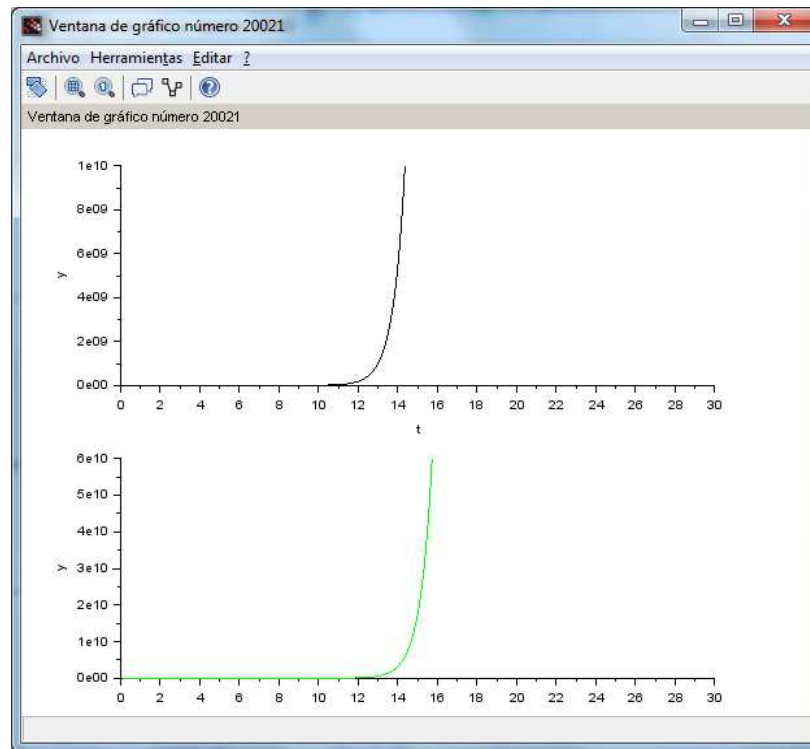 Ventana de gráfico número 20021
Archivo Herramientas Editar ?
Ventana de gráfico número 20021
1e10
8e09
6e09
y
4e09
2e09
0e00
0 2 4 6 8 10 12 14 16 18 20 22 24 26 28 30
t
6e10
5e10
4e10
y
3e10
2e10
1e10
0e00
0 2 4 6 8 10 12 14 16 18 20 22 24 26 28 30